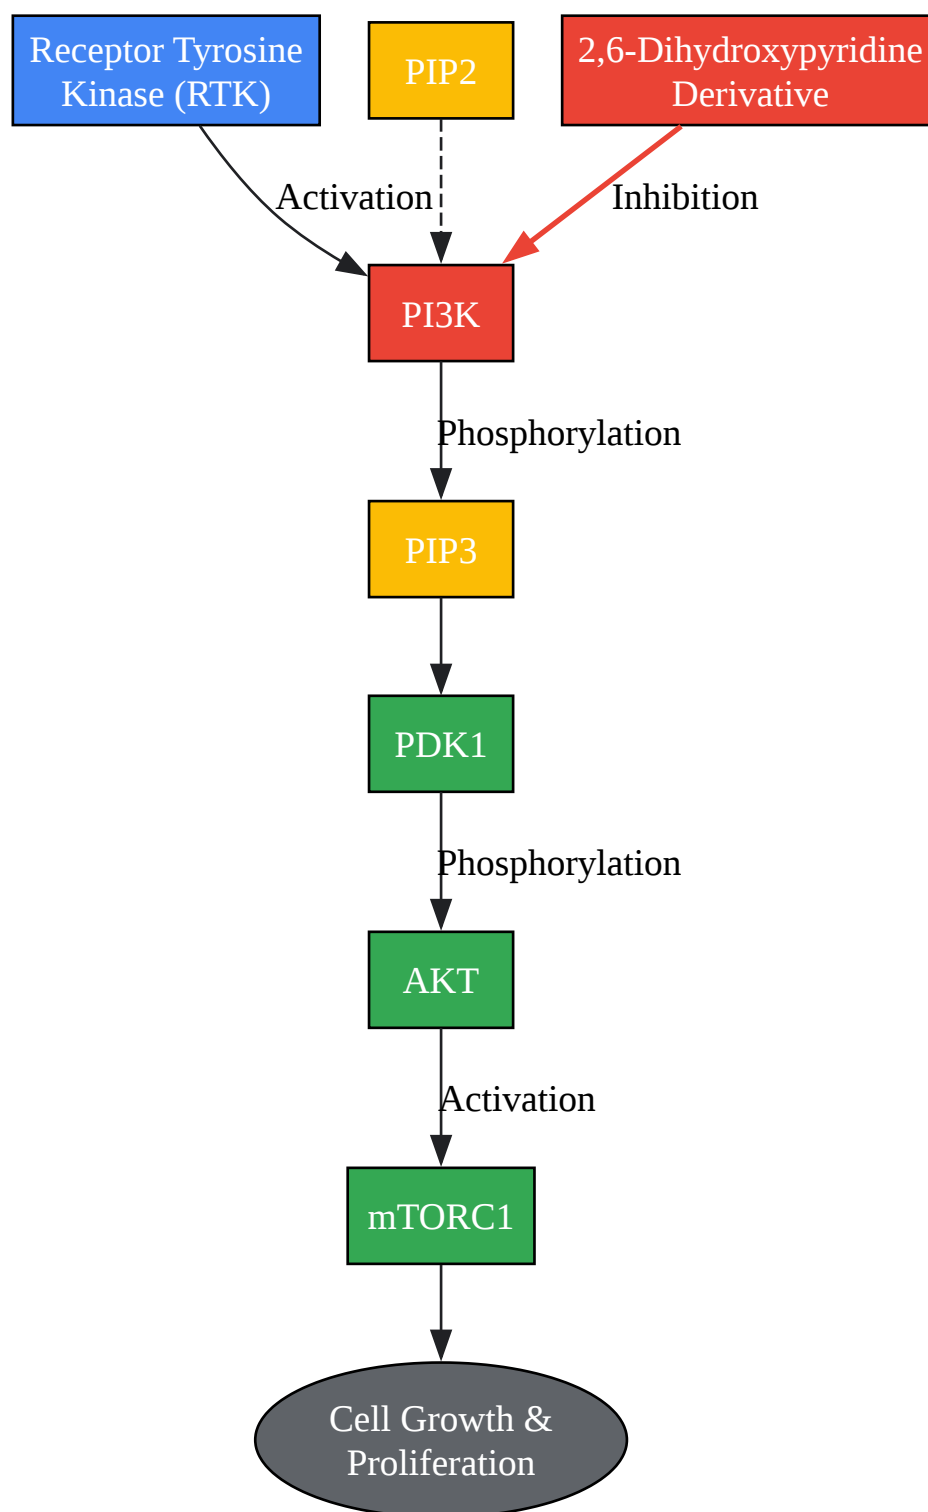 Receptor Tyrosine
Kinase (RTK)
PIP2
2,6-Dihydroxypyridine
Derivative
Activation
Inhibition
PI3K
Phosphorylation
PIP3
PDK1
Phosphorylation
AKT
Activation
mTORC1
Cell Growth &
Proliferation